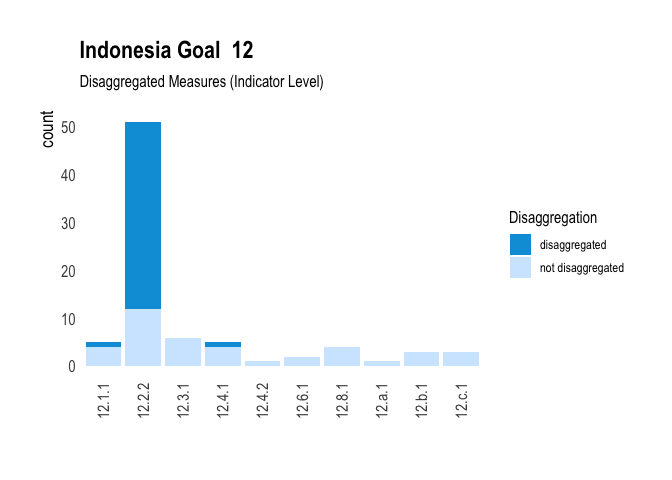 Indonesia Goal  12
Disaggregated Measures (Indicator Level)
count
50
40
30
20
10
0
12.1.1
12.2.2
12.3.1
12.4.1
12.4.2
12.6.1
12.8.1
12.a.1
12.b.1
12.c.1
Disaggregation
disaggregated
not disaggregated